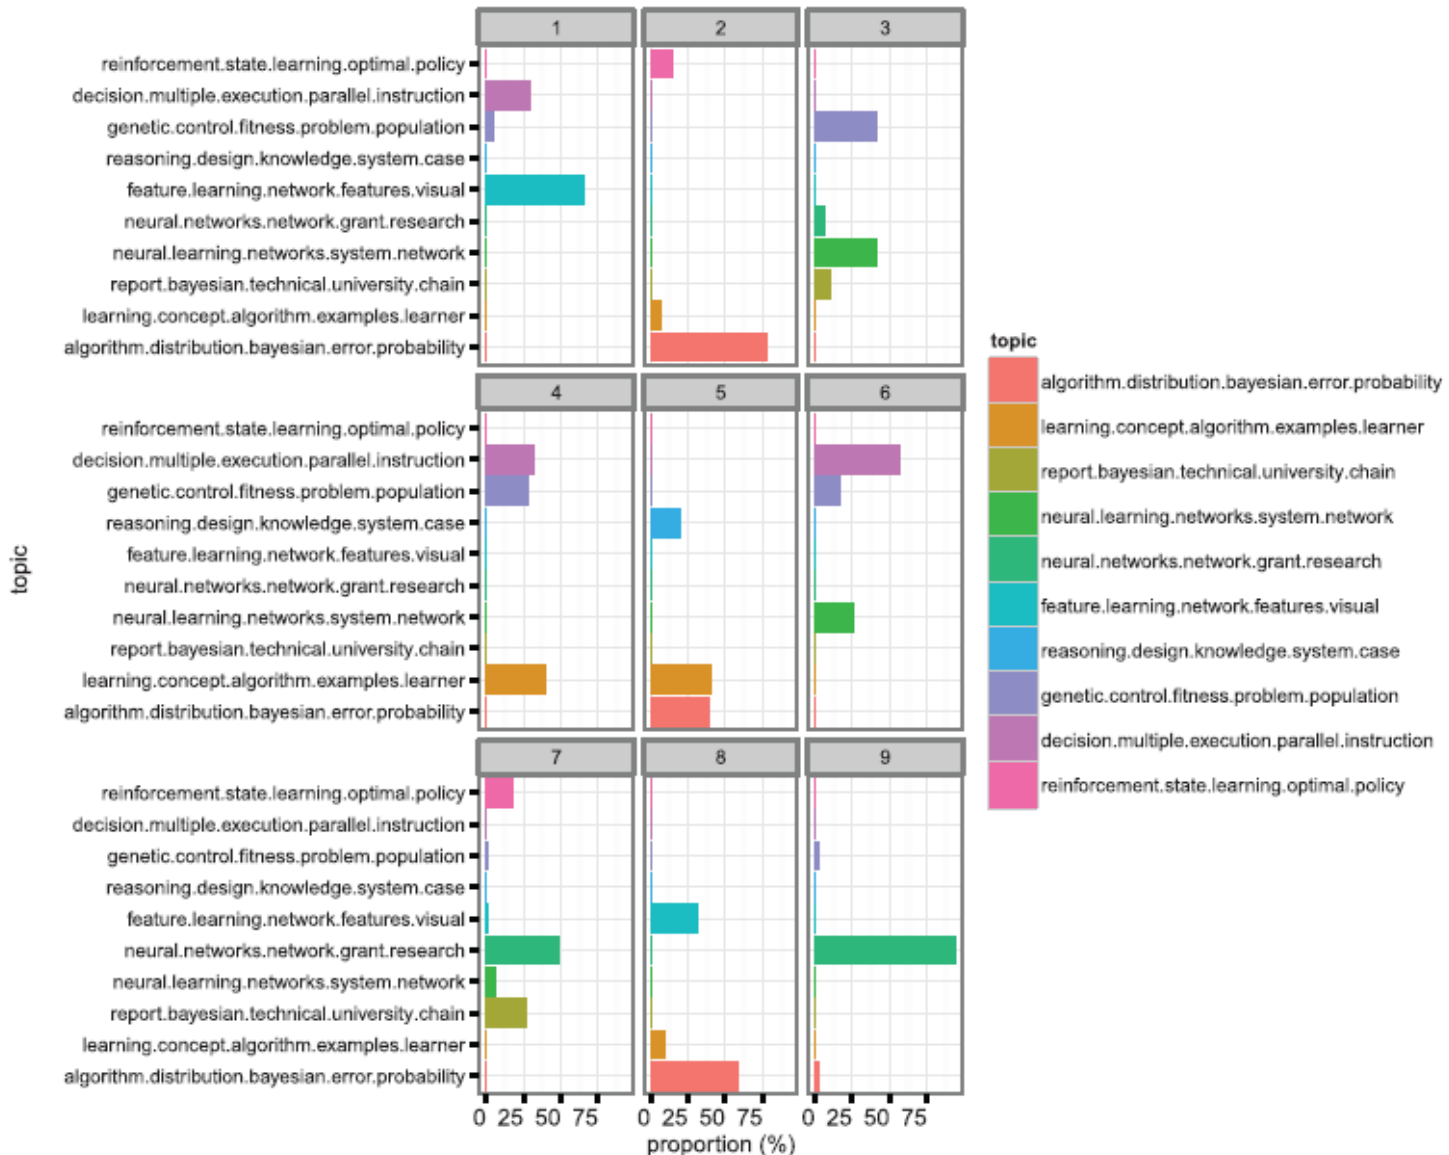 1 2 3
reinforcement.state.learning.optimal.policy
decision.multiple.execution.parallel.instruction
genetic.control.fitness.problem.population
reasoning.design.knowledge.system.case
feature.learning.network.features.visual
neural.networks.network.grant.research
neural.learning.networks.system.network
report.bayesian.technical.university.chain
learning.concept.algorithm.examples.learner
algorithm.distribution.bayesian.error.probability
4 5 6
reinforcement.state.learning.optimal.policy
decision.multiple.execution.parallel.instruction
genetic.control.fitness.problem.population
reasoning.design.knowledge.system.case
feature.learning.network.features.visual
neural.networks.network.grant.research
neural.learning.networks.system.network
report.bayesian.technical.university.chain
learning.concept.algorithm.examples.learner
algorithm.distribution.bayesian.error.probability
topic
7 8 9
reinforcement.state.learning.optimal.policy
decision.multiple.execution.parallel.instruction
genetic.control.fitness.problem.population
reasoning.design.knowledge.system.case
feature.learning.network.features.visual
neural.networks.network.grant.research
neural.learning.networks.system.network
report.bayesian.technical.university.chain
learning.concept.algorithm.examples.learner
algorithm.distribution.bayesian.error.probability
0 25 50 75 0 25 50 75 0 25 50 75
proportion (%)
topic
algorithm.distribution.bayesian.error.probability
learning.concept.algorithm.examples.learner
report.bayesian.technical.university.chain
neural.learning.networks.system.network
neural.networks.network.grant.research
feature.learning.network.features.visual
reasoning.design.knowledge.system.case
genetic.control.fitness.problem.population
decision.multiple.execution.parallel.instruction
reinforcement.state.learning.optimal.policy